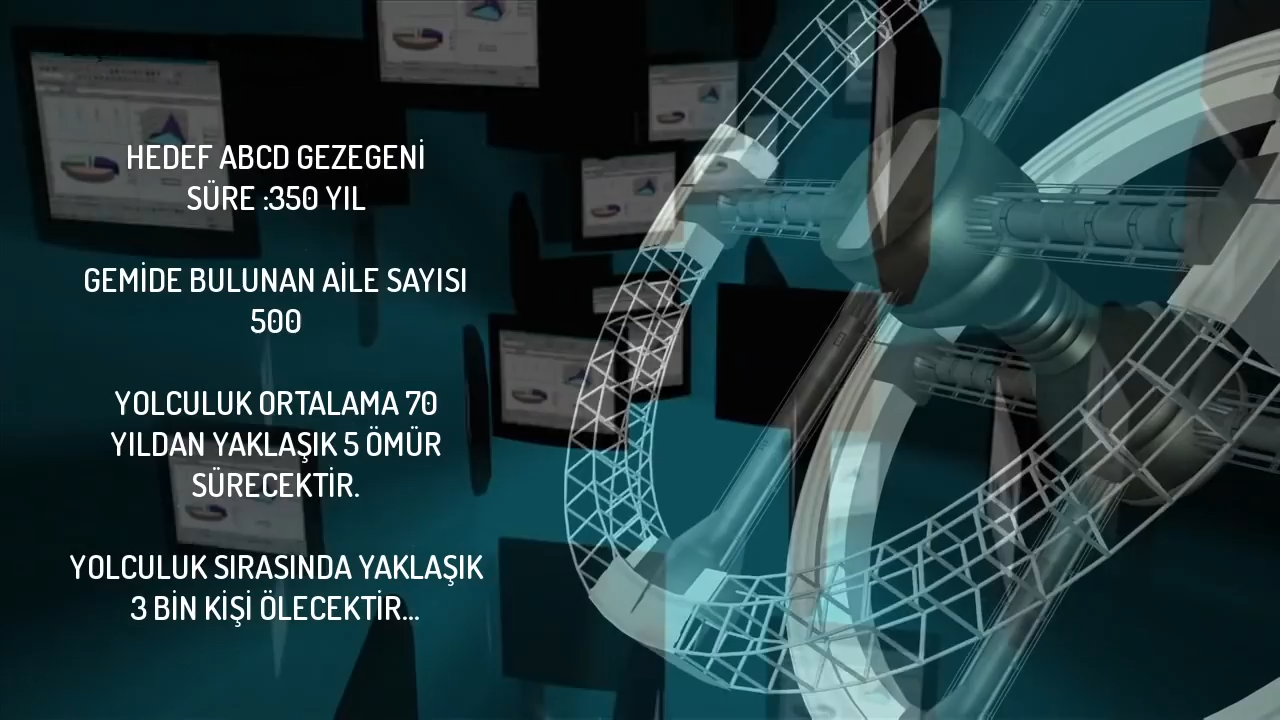 HEDEF ABCD GEZEGENİ
SÜRE :350 YIL
GEMİDE BULUNAN AİLE SAYISI
500
YOLCULUK ORTALAMA 70
YILDAN YAKLAŞIK 5 ÖMÜR
SÜRECEKTİR.
YOLCULUK SIRASINDA YAKLAŞIK
3 BİN KİŞİ ÖLECEKTİR...